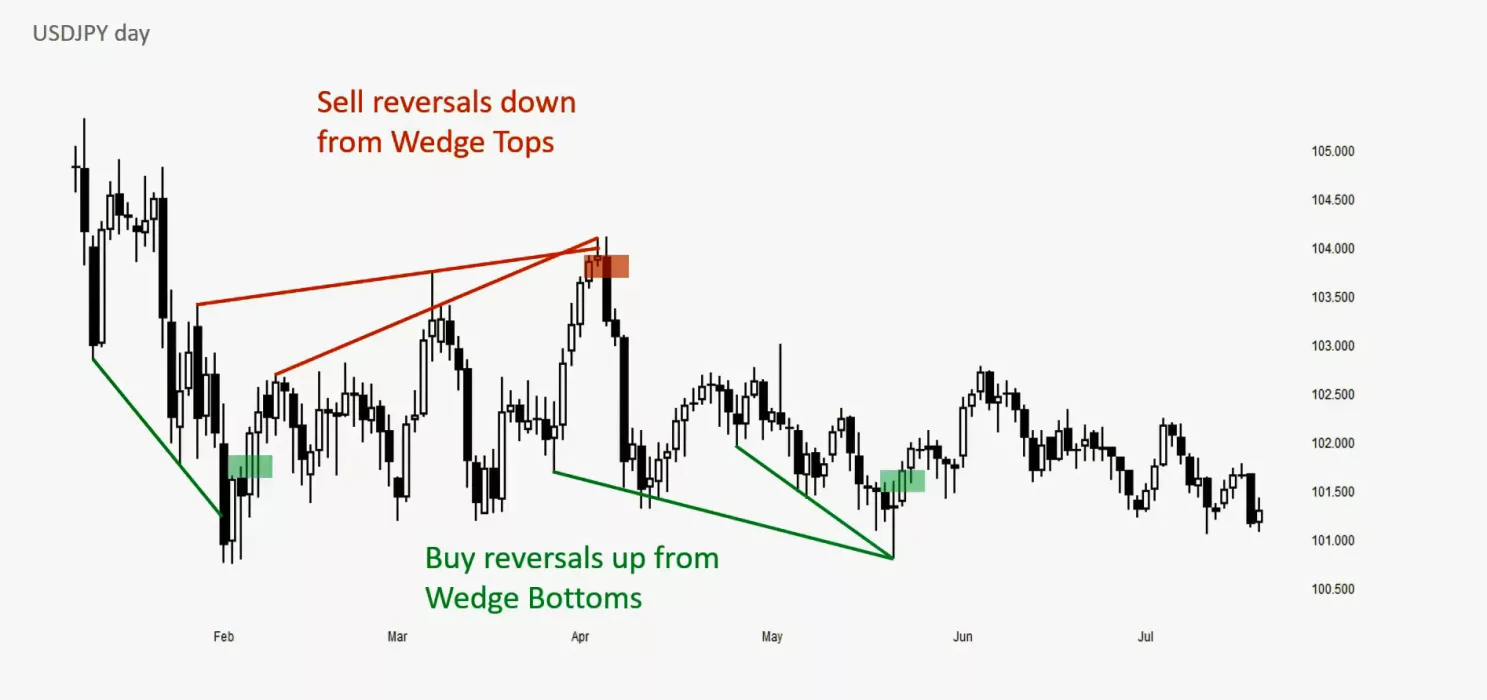 USDJPY day
Sell reversals down
from Wedge Tops
105.000
104.500
104.000
103.500
103.000
102.500
102.000
101.500
101.000
100.500
Buy reversals up from
Wedge Bottoms
Feb
Mar
Apr
May
Jun
Jul